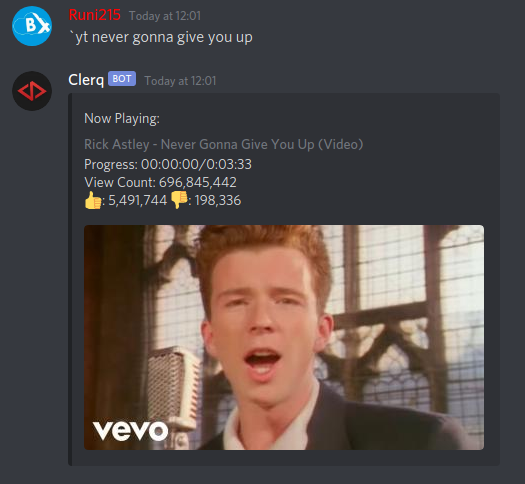 Bx
Runi215 Today at 12:01
`yt never gonna give you up
Clerq BOT Today at 12:01
Now Playing:
Rick Astley - Never Gonna Give You Up (Video)
Progress: 00:00:00/0:03:33
View Count: 696,845,442
👍: 5,491,744 👎: 198,336
vevo